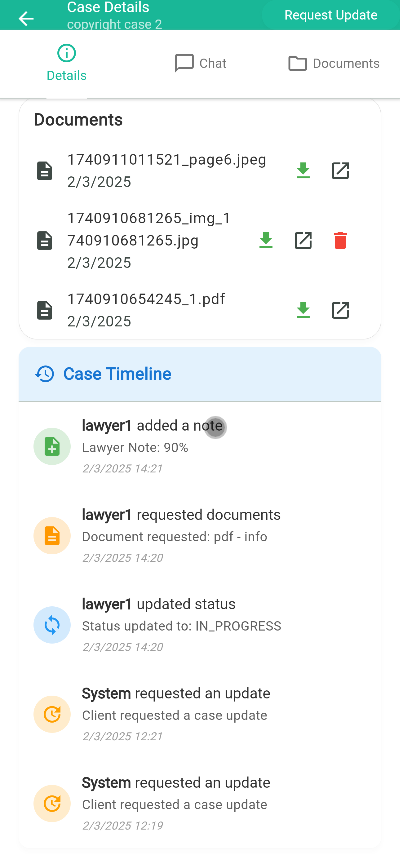 Case Details
copyright case 2
Request Update
Details
Chat
Documents
Documents
1740911011521_page6.jpeg
2/3/2025
1740910681265_img_1
740910681265.jpg
2/3/2025
1740910654245_1.pdf
2/3/2025
Case Timeline
lawyer1 added a note
Lawyer Note: 90%
2/3/2025 14:21
lawyer1 requested documents
Document requested: pdf - info
2/3/2025 14:20
lawyer1 updated status
Status updated to: IN_PROGRESS
2/3/2025 14:20
System requested an update
Client requested a case update
2/3/2025 12:21
System requested an update
Client requested a case update
2/3/2025 12:19